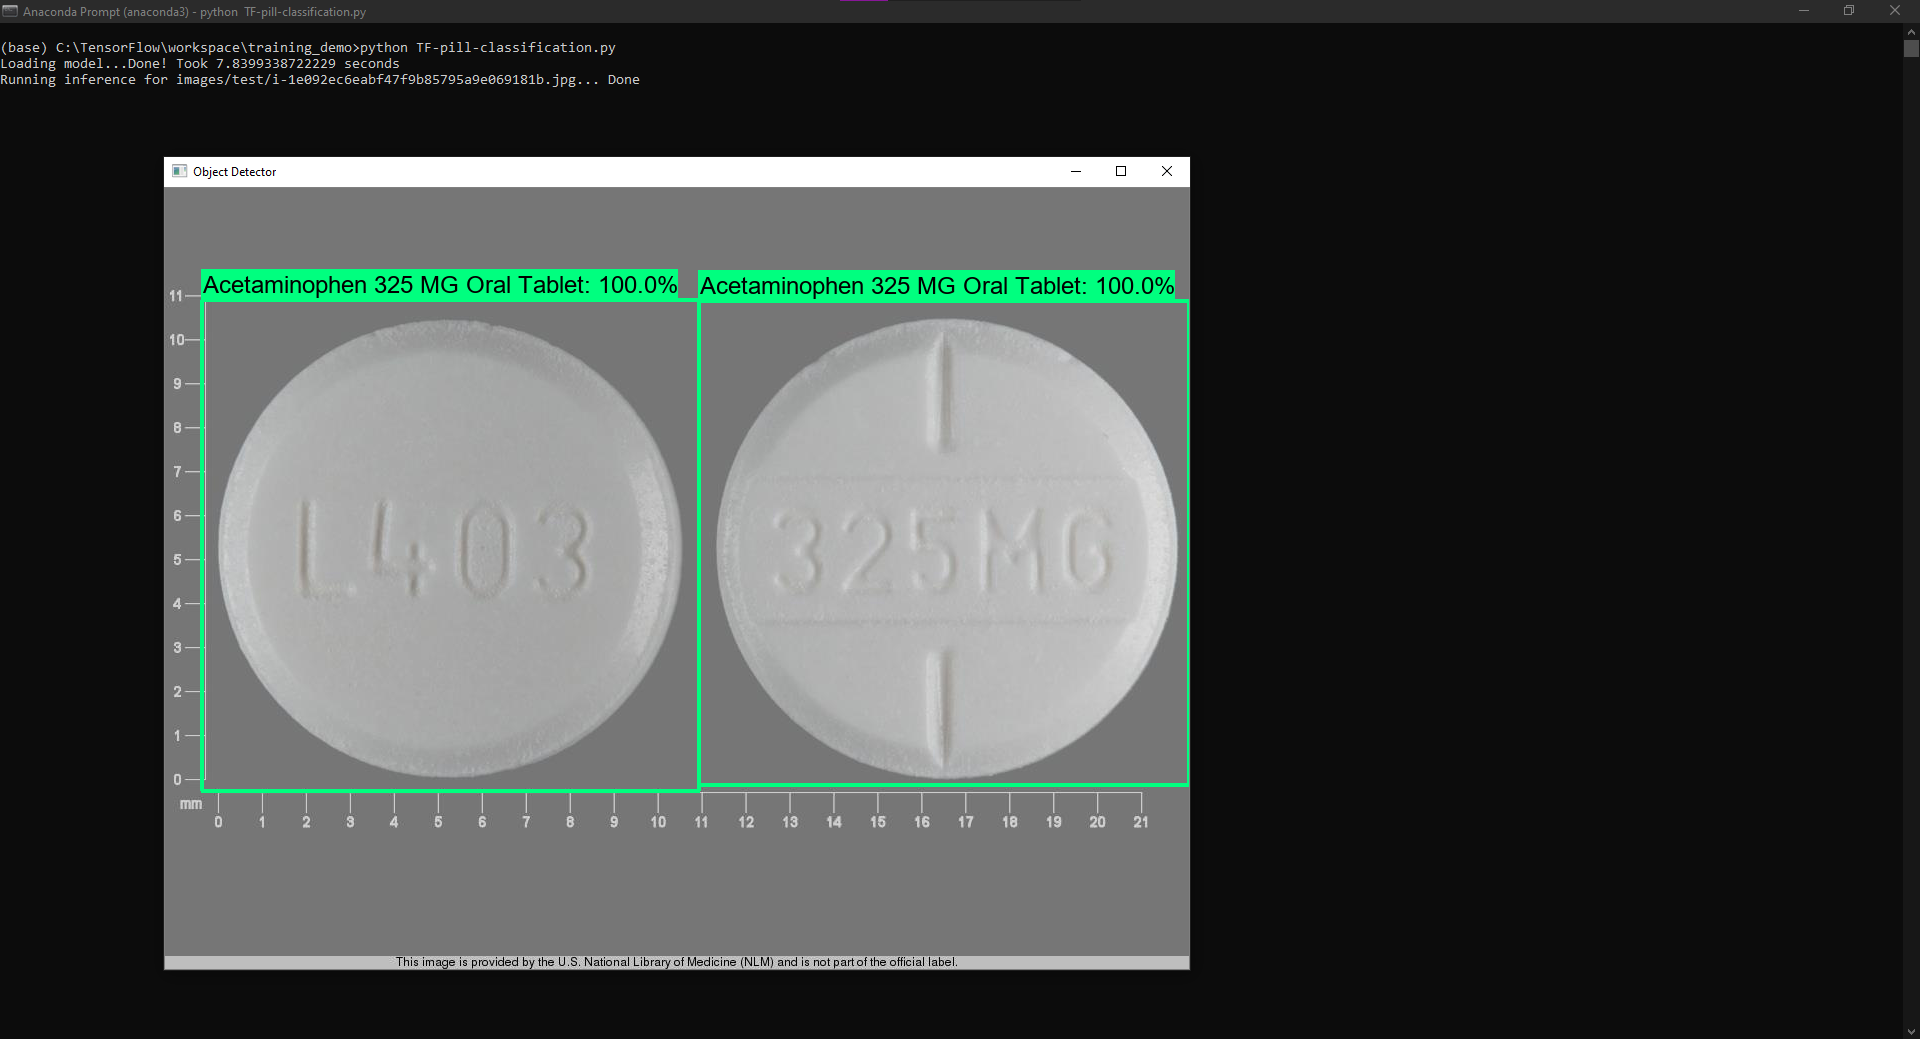 Anaconda Prompt (anaconda3) - python  TF-pill-classification.py
(base) C:\TensorFlow\workspace\training_demo>python TF-pill-classification.py
Loading model...Done! Took 7.8399338722229 seconds
Running inference for images/test/i-1e092ec6eabf47f9b85795a9e069181b.jpg... Done
Object Detector
Acetaminophen 325 MG Oral Tablet: 100.0%
Acetaminophen 325 MG Oral Tablet: 100.0%
11
10
9
8
7
6
5
4
3
2
1
0
L403
325MG
mm
0 1 2 3 4 5 6 7 8 9 10 11 12 13 14 15 16 17 18 19 20 21
This image is provided by the U.S. National Library of Medicine (NLM) and is not part of the official label.